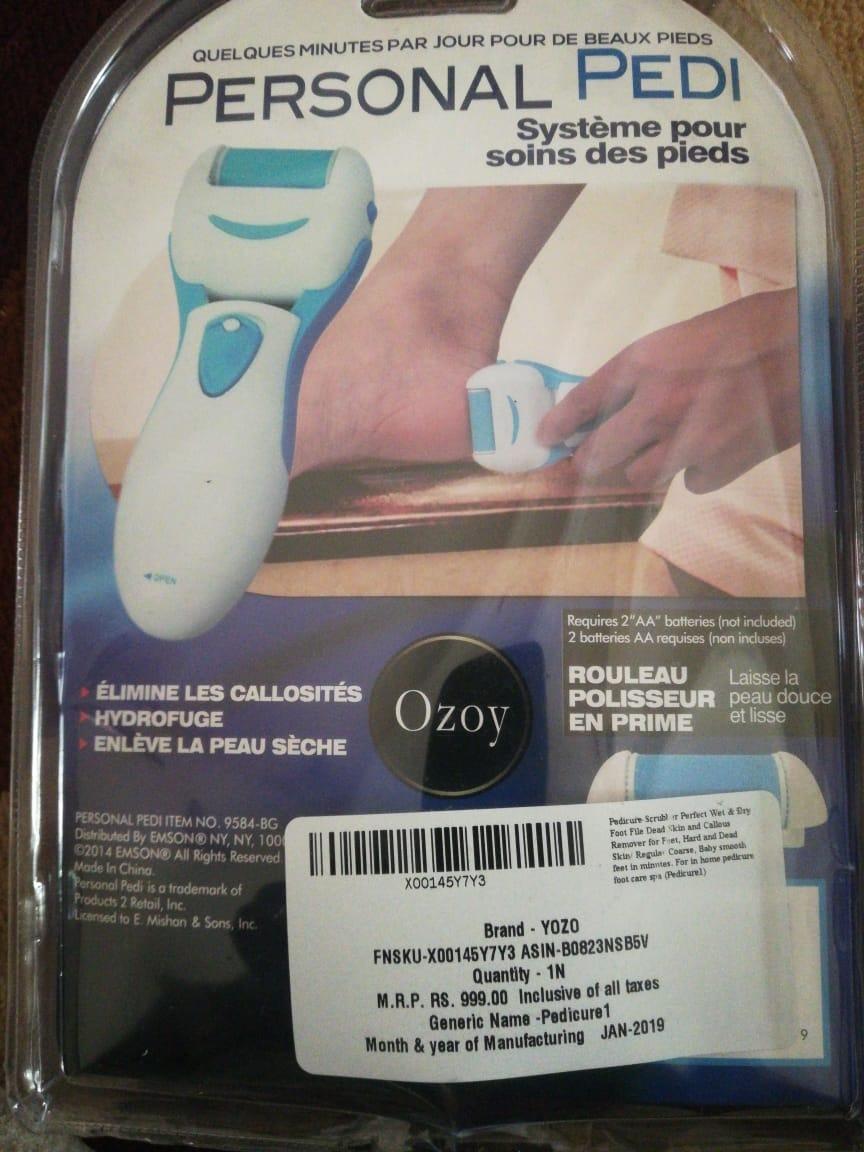 QUELQUES MINUTES PAR JOUR POUR DE BEAUX PIEDS
PERSONAL PEDI
Système pour
soins des pieds
OPEN
Requires 2"AA" batteries (not included)
2 batteries AA requises (non incluses)
ÉLIMINE LES CALLOSITÉS
HYDROFUGE
ENLÈVE LA PEAU SÈCHE
Ozoy
ROULEAU
POLISSEUR
EN PRIME
Laisse la
peau douce
et lisse
PERSONAL PEDI ITEM NO. 9584-BG
Distributed By EMSON® NY, NY, 100
©2014 EMSON® All Rights Reserved.
Made In China.
Personal Pedi is a trademark of
Products 2 Retail, Inc.
Licensed to E. Mishan & Sons, Inc.
X00145Y7Y3
Pedicure Scrubber Perfect Wet & Dry
Foot File Dead Skin and Callous
Remover for Feet, Hard and Dead
Skin/ Regular Coarse, Baby smooth
feet in minutes. For in home pedicure
foot care spa (Pedicure1)
Brand - YOZO
FNSKU-X00145Y7Y3 ASIN-B0823NSB5V
Quantity - 1N
M.R.P. RS. 999.00 Inclusive of all taxes
Generic Name -Pedicure1
Month & year of Manufacturing JAN-2019
9